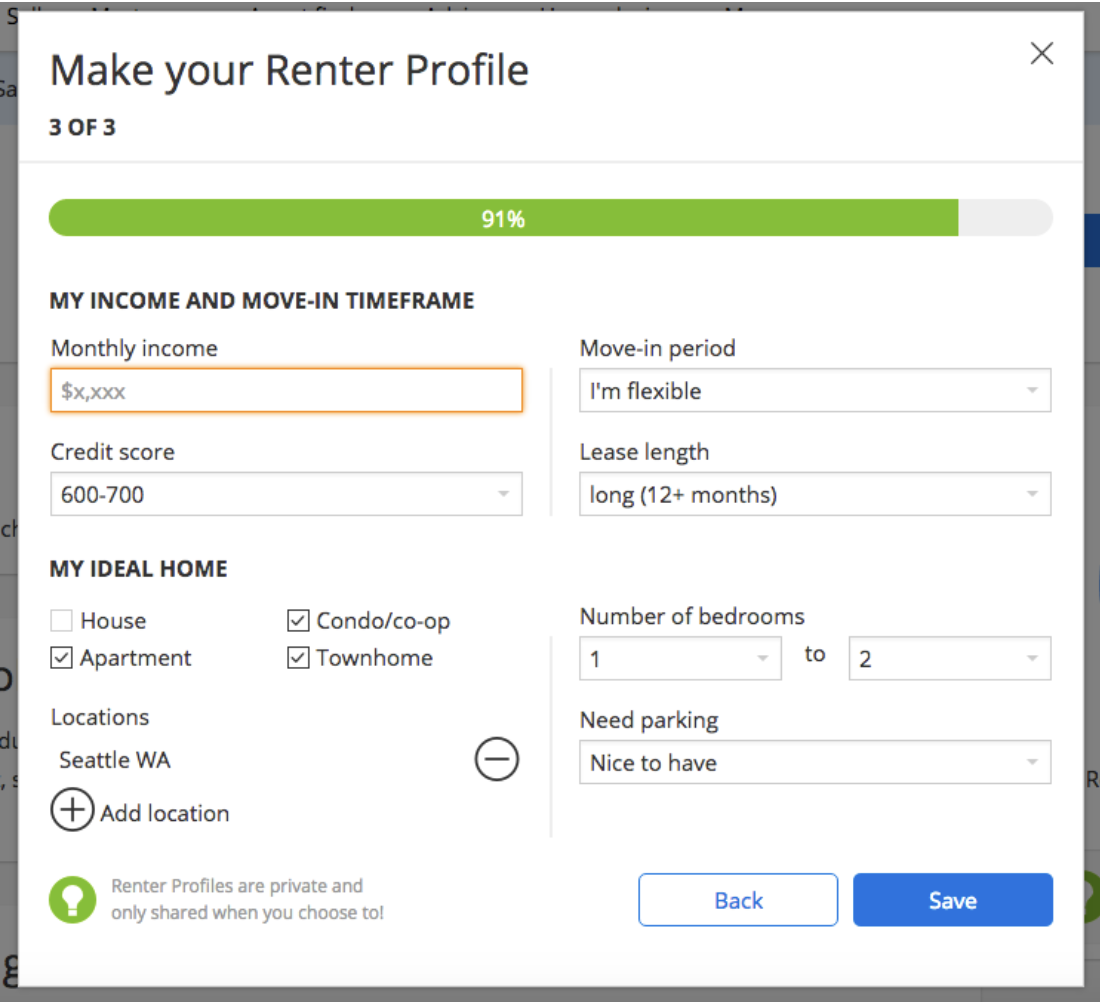 Make your Renter Profile
3 OF 3
91%
MY INCOME AND MOVE-IN TIMEFRAME
Monthly income
$x,xxx
Move-in period
I'm flexible
Credit score
600-700
Lease length
long (12+ months)
MY IDEAL HOME
House
Condo/co-op
Apartment
Townhome
Number of bedrooms
1 to 2
Locations
Seattle WA
Add location
Need parking
Nice to have
Renter Profiles are private and
only shared when you choose to!
Back
Save